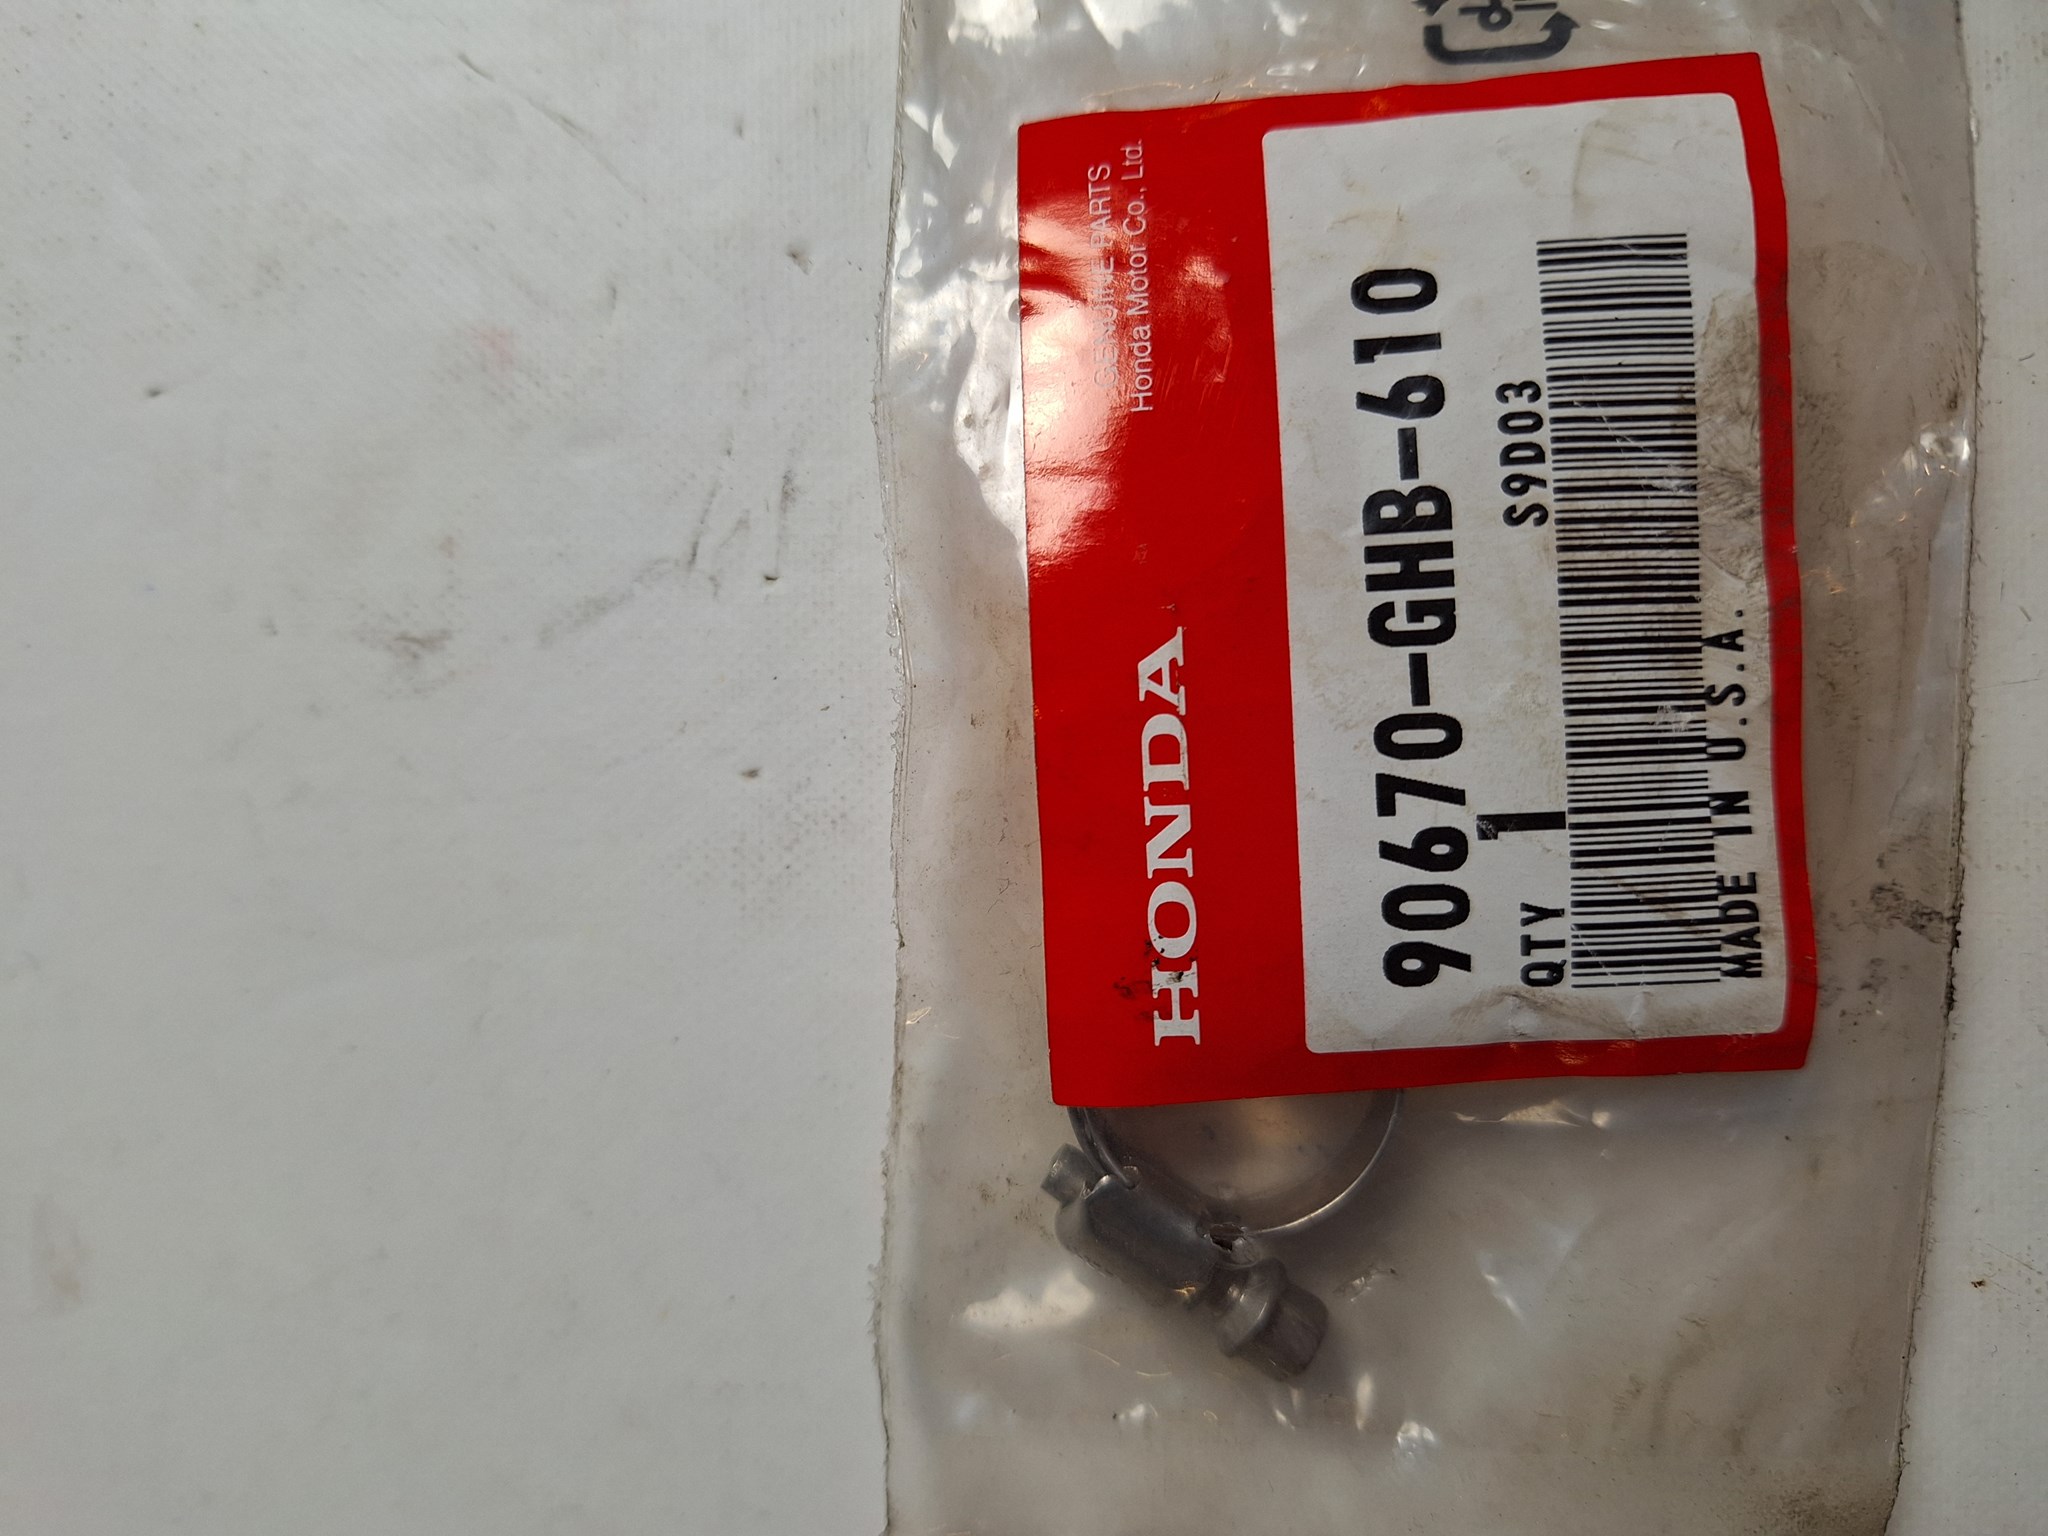 HONDA
GENUINE PARTS
Honda Motor Co., Ltd.
90670-GHB-610
QTY 1
S9D03
MADE IN U.S.A.